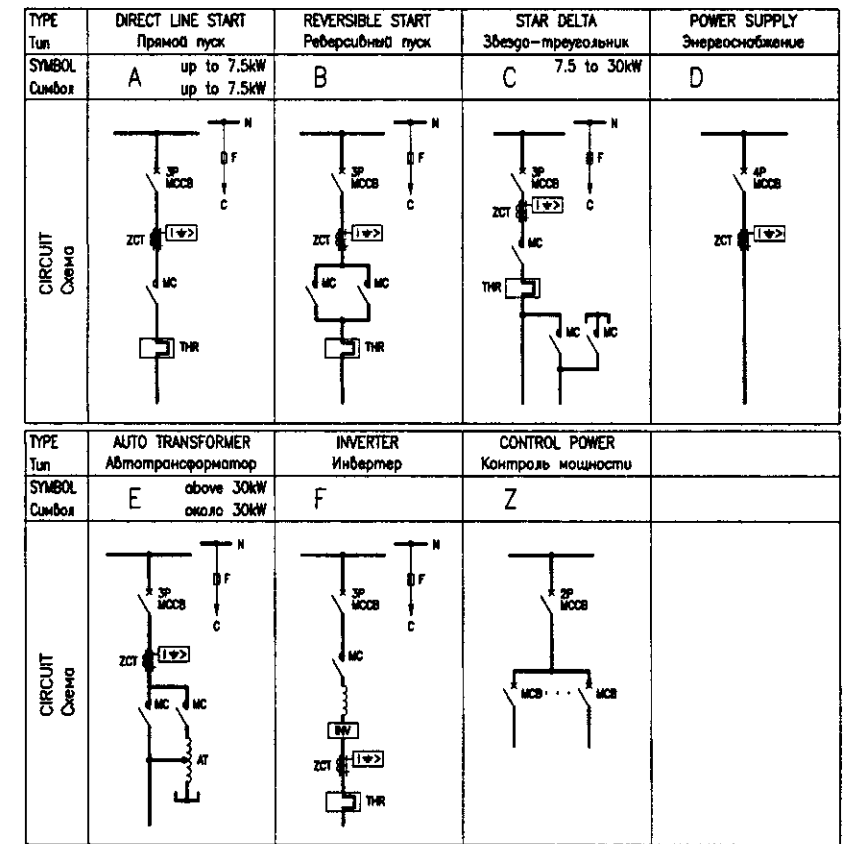 TYPE
Тип
DIRECT LINE START
Прямой пуск
REVERSIBLE START
Реверсивный пуск
STAR DELTA
Звезда-треугольник
POWER SUPPLY
Энергоснабжение
SYMBOL
Символ
A
up to 7.5kW
up to 7.5kW
B
C
7.5 to 30kW
D
CIRCUIT
Схема
N
F
C
3P
MCCB
ZCT
I >
MC
THR
N
F
C
3P
MCCB
ZCT
I >
MC
MC
THR
N
F
C
3P
MCCB
ZCT
I >
MC
THR
MC
MC
4P
MCCB
ZCT
I >
TYPE
Тип
AUTO TRANSFORMER
Автотрансформатор
INVERTER
Инвертер
CONTROL POWER
Контроль мощности
SYMBOL
Символ
E
above 30kW
около 30kW
F
Z
CIRCUIT
Схема
N
F
C
3P
MCCB
ZCT
I >
MC
MC
AT
N
F
C
3P
MCCB
MC
INV
ZCT
I >
THR
2P
MCCB
MCB
MCB